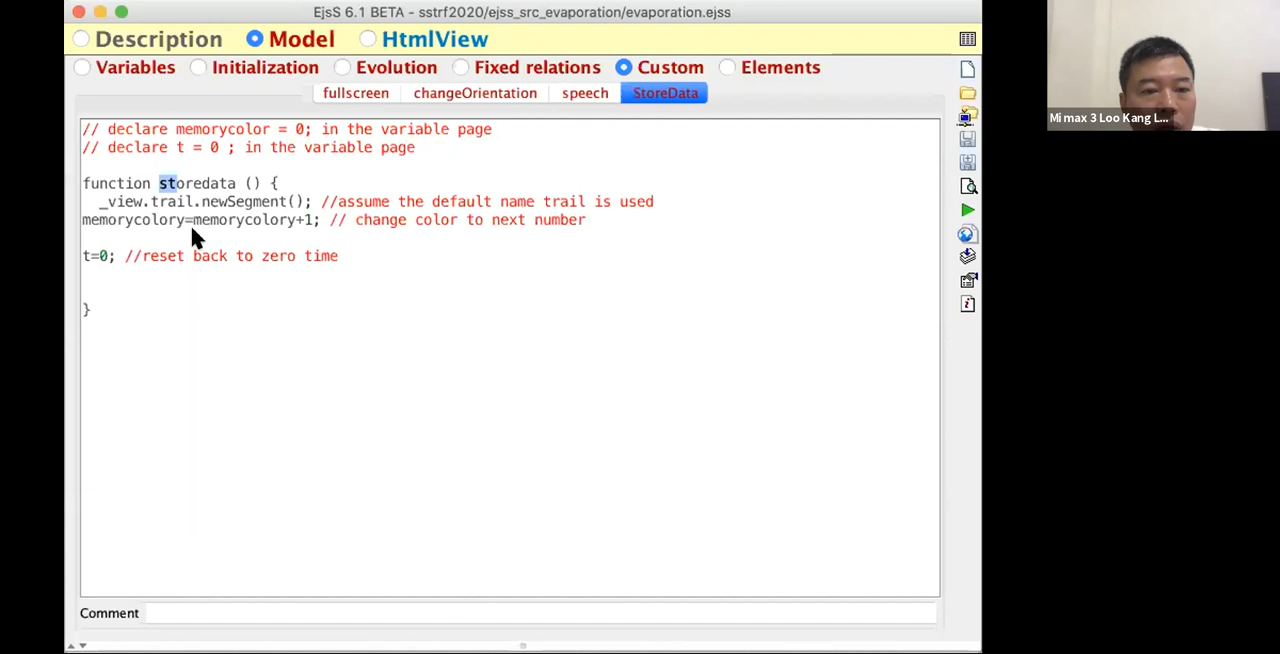 EjsS 6.1 BETA - sstrf2020/ejss_src_evaporation/evaporation.ejss
Description Model HtmlView
Variables Initialization Evolution Fixed relations Custom Elements
fullscreen changeOrientation speech StoreData
// declare memorycolor = 0; in the variable page
// declare t = 0 ; in the variable page
function storedata () {
_view.trail.newSegment(); //assume the default name trail is used
memorycolory=memorycolory+1; // change color to next number
t=0; //reset back to zero time
}
Comment
Mi max 3 Loo Kang L...